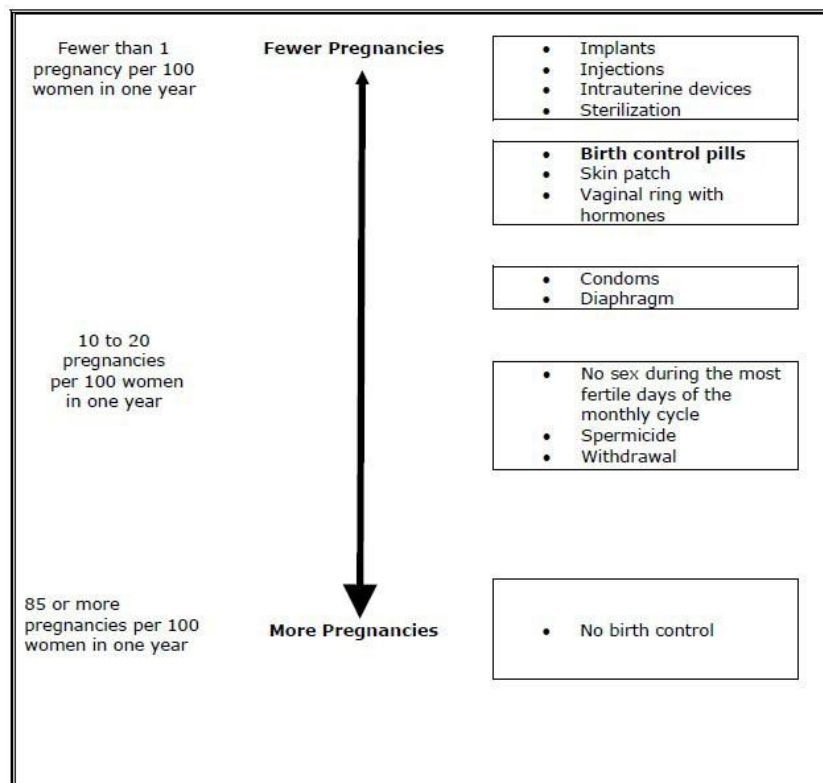 Fewer than 1
pregnancy per 100
women in one year
Fewer Pregnancies
• Implants
• Injections
• Intrauterine devices
• Sterilization
• Birth control pills
• Skin patch
• Vaginal ring with
hormones
• Condoms
• Diaphragm
10 to 20
pregnancies
per 100 women
in one year
• No sex during the most
fertile days of the
monthly cycle
• Spermicide
• Withdrawal
85 or more
pregnancies per 100
women in one year
More Pregnancies
• No birth control